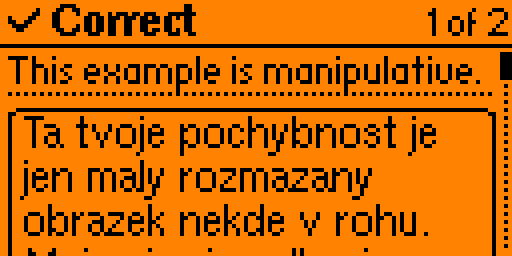 ✓ Correct 1 of 2
This example is manipulative.
Ta tvoje pochybnost je
jen maly rozmazany
obrazek nekde v rohu.